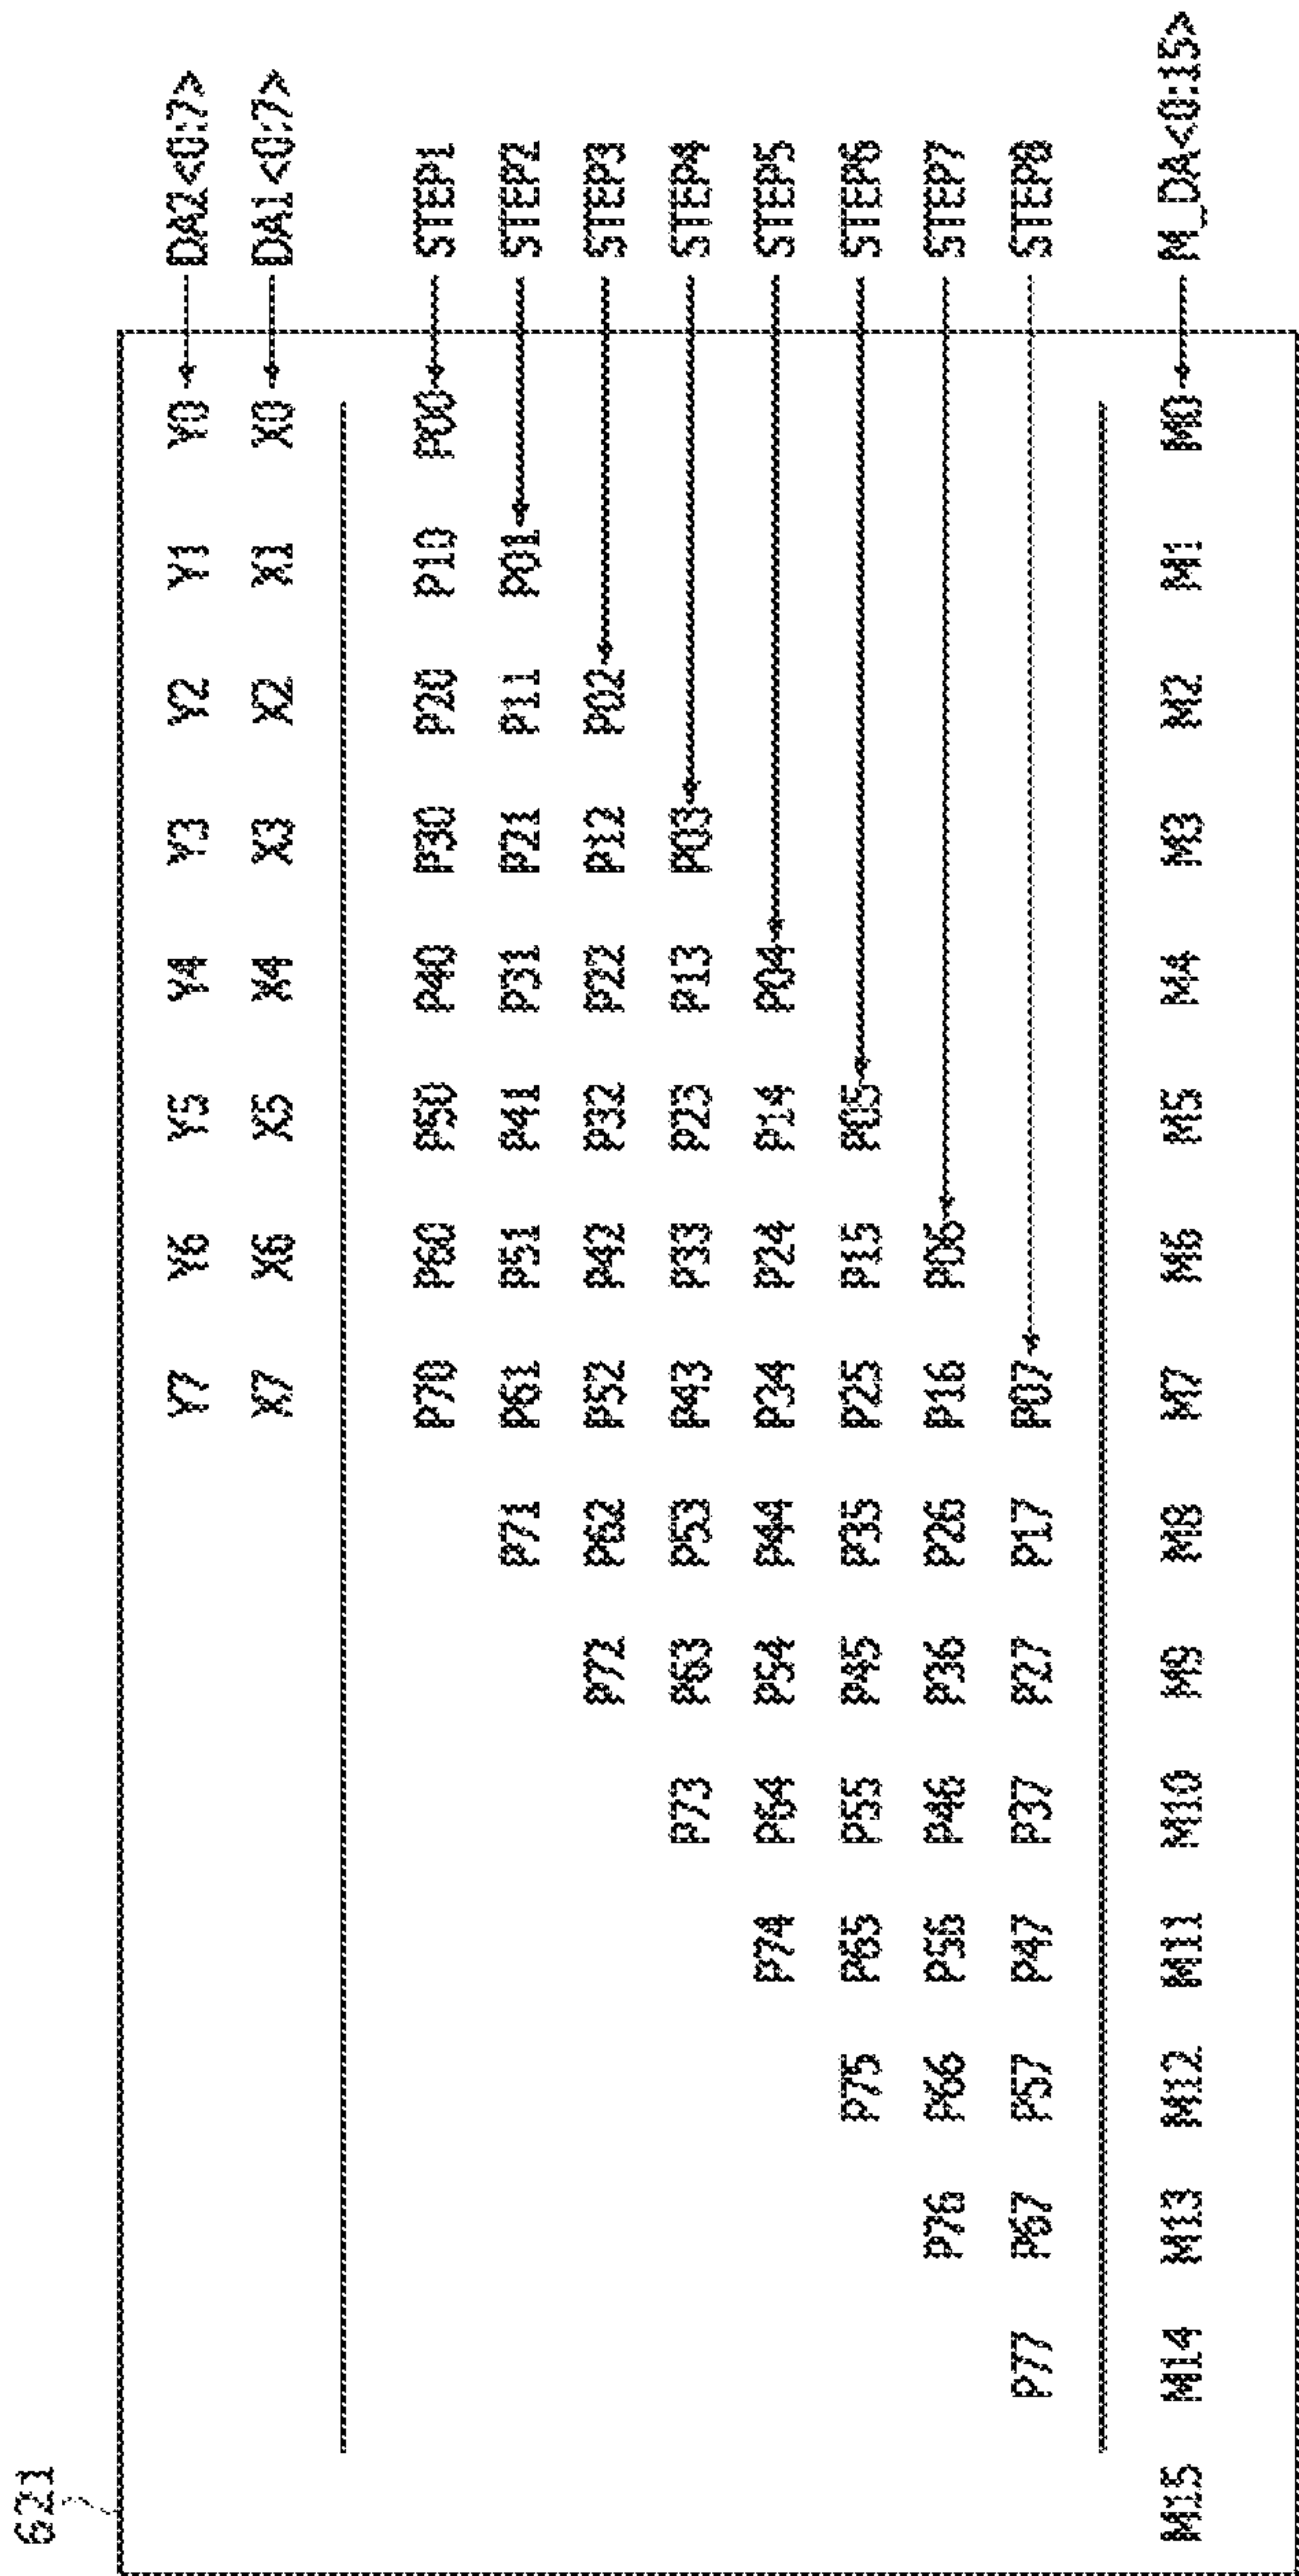 621
Y7 Y6 Y5 Y4 Y3 Y2 Y1 Y0 DA2<0:7>
X7 X6 X5 X4 X3 X2 X1 X0 DA1<0:7>
P70 P60 P50 P40 P30 P20 P10 P00 STEP1
P71 P61 P51 P41 P31 P21 P11 P01 STEP2
P72 P62 P52 P42 P32 P22 P12 P02 STEP3
P73 P63 P53 P43 P33 P23 P13 P03 STEP4
P74 P64 P54 P44 P34 P24 P14 P04 STEP5
P75 P65 P55 P45 P35 P25 P15 P05 STEP6
P76 P66 P56 P46 P36 P26 P16 P06 STEP7
P77 P67 P57 P47 P37 P27 P17 P07 STEP8
M15 M14 M13 M12 M11 M10 M9 M8 M7 M6 M5 M4 M3 M2 M1 M0 M_DA<0:15>